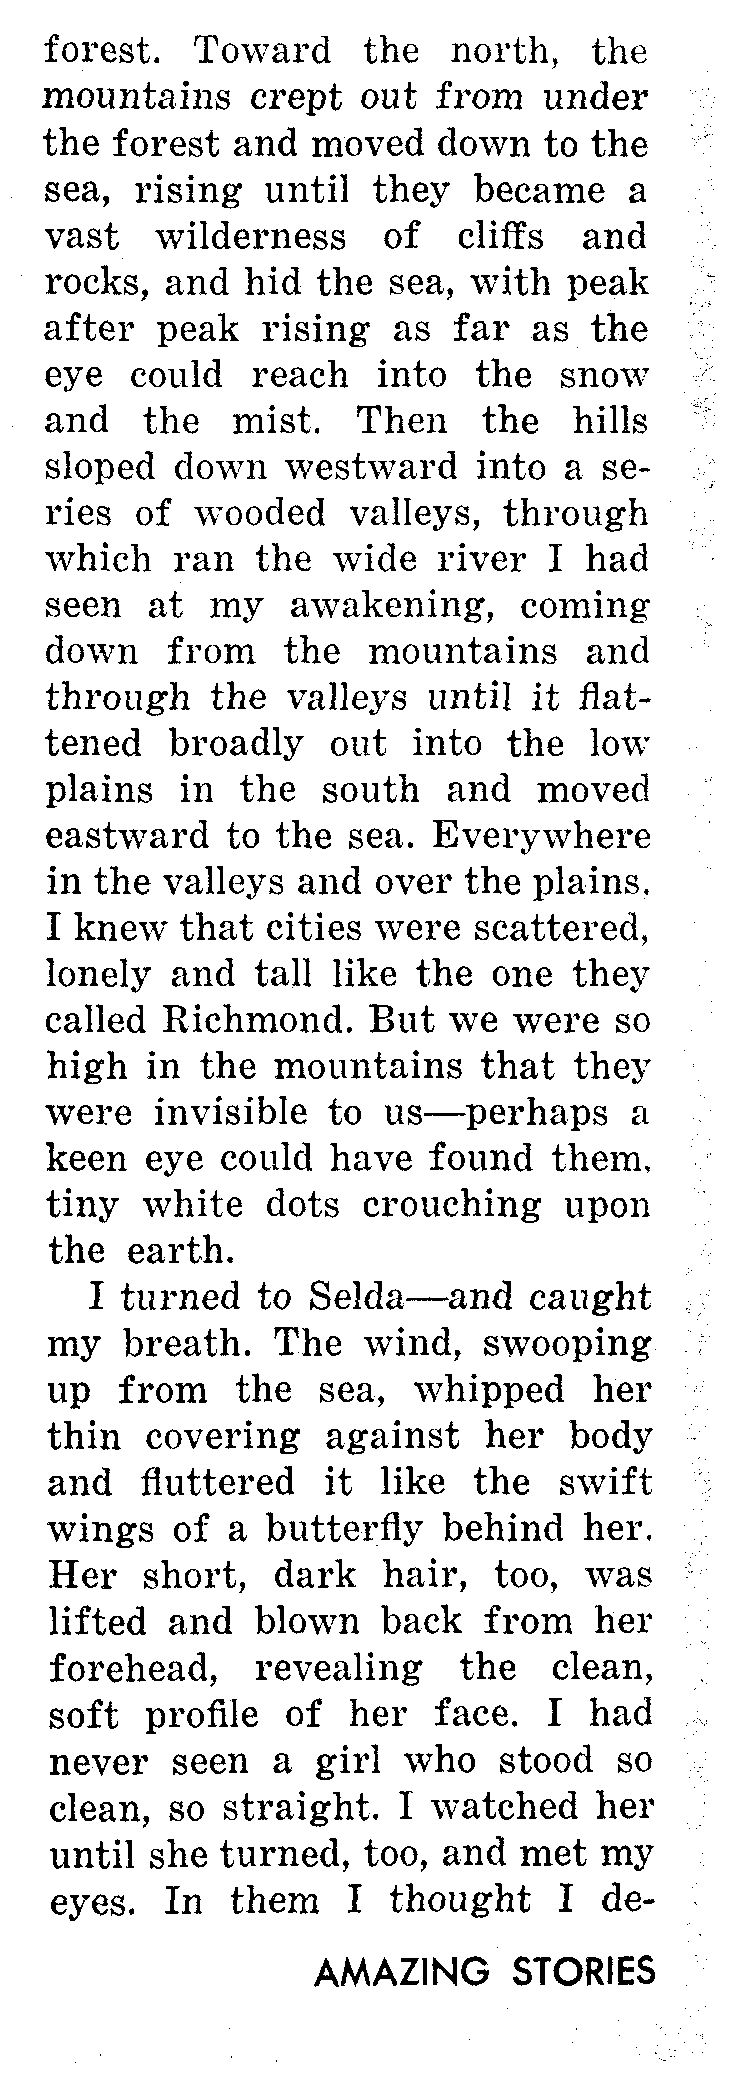 forest. Toward the north, the
mountains crept out from under
the forest and moved down to the
sea, rising until they became a
vast wilderness of cliffs and
rocks, and hid the sea, with peak
after peak rising as far as the
eye could reach into the snow
and the mist. Then the hills
sloped down westward into a se-
ries of wooded valleys, through
which ran the wide river I had
seen at my awakening, coming
down from the mountains and
through the valleys until it flat-
tened broadly out into the low
plains in the south and moved
eastward to the sea. Everywhere
in the valleys and over the plains,
I knew that cities were scattered,
lonely and tall like the one they
called Richmond. But we were so
high in the mountains that they
were invisible to us—perhaps a
keen eye could have found them,
tiny white dots crouching upon
the earth.
I turned to Selda—and caught
my breath. The wind, swooping
up from the sea, whipped her
thin covering against her body
and fluttered it like the swift
wings of a butterfly behind her.
Her short, dark hair, too, was
lifted and blown back from her
forehead, revealing the clean,
soft profile of her face. I had
never seen a girl who stood so
clean, so straight. I watched her
until she turned, too, and met my
eyes. In them I thought I de-
AMAZING STORIES